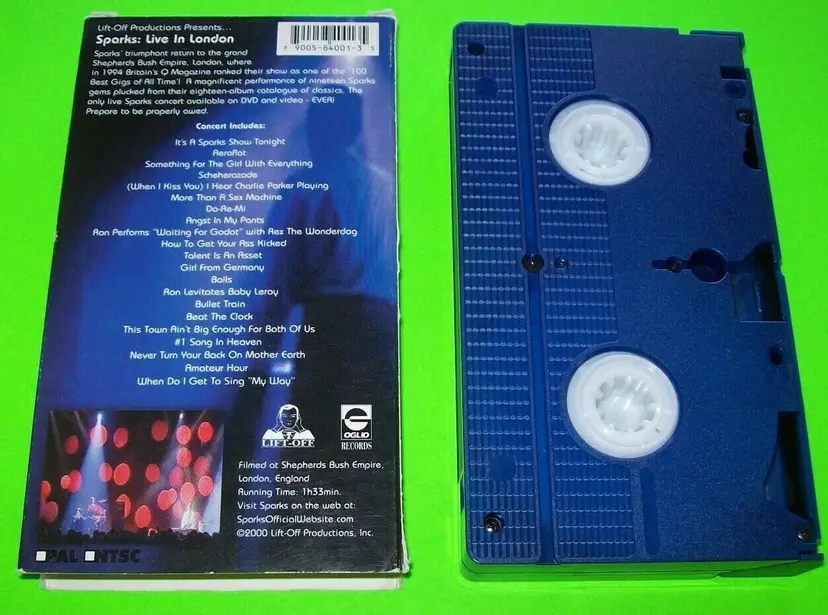 Lift-Off Productions Presents...
Sparks: Live In London
Sparks' triumphant return to the grand
Shepherds Bush Empire, London, where
in 1994 Britain's Q Magazine ranked their show as one of the '100
Best Gigs of All Time'! A magnificent performance of nineteen Sparks
gems plucked from their eighteen-album catalogue of classics. The
only live Sparks concert available on DVD and video - EVER!
Prepare to be properly awed.
9005-84001-3 5
Concert Includes:
It's A Sparks Show Tonight
Aeroflot
Something For The Girl With Everything
Scheherazade
(When I Kiss You) I Hear Charlie Parker Playing
More Than A Sex Machine
Do-Re-Mi
Angst In My Pants
Ron Performs "Waiting For Godot" with Rex The Wonderdog
How To Get Your Ass Kicked
Talent Is An Asset
Girl From Germany
Balls
Ron Levitates Baby Leroy
Bullet Train
Beat The Clock
This Town Ain't Big Enough For Both Of Us
#1 Song In Heaven
Never Turn Your Back On Mother Earth
Amateur Hour
When Do I Get To Sing "My Way"
LIFT-OFF
OGLIO
RECORDS
Filmed at Shepherds Bush Empire,
London, England
Running Time: 1h33min.
Visit Sparks on the web at:
SparksOfficialWebsite.com
©2000 Lift-Off Productions, Inc.
PAL NTSC